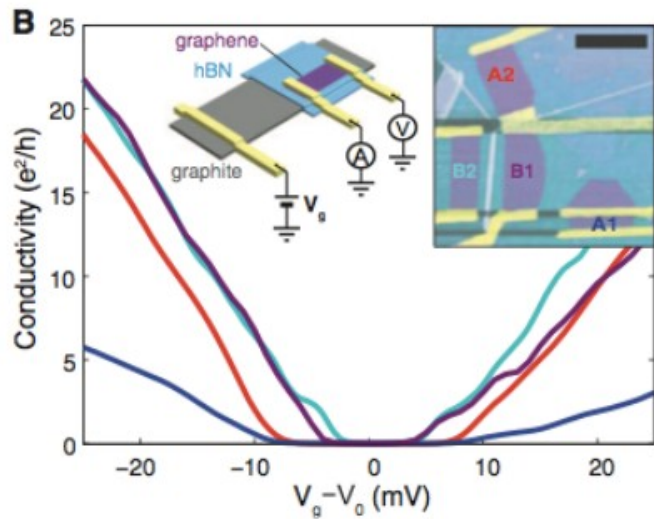 B
25
20
15
10
5
0
Conductivity (e²/h)
−20
−10
0
10
20
V_g−V_0 (mV)
graphene
hBN
graphite
V_g
A
V
A2
B2
B1
A1